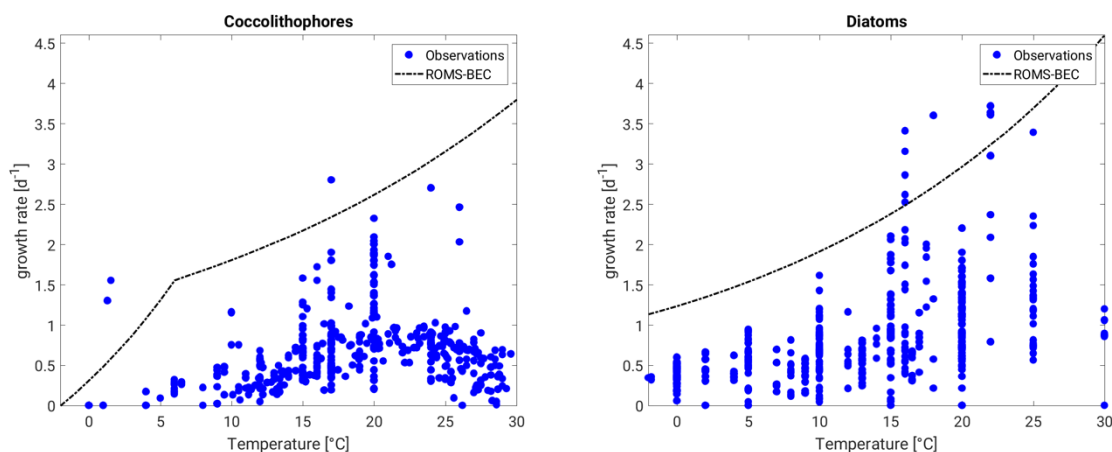 Coccolithophores
4.5
4
3.5
3
2.5
2
1.5
1
0.5
0
growth rate [d⁻¹]
Observations
ROMS-BEC
0 5 10 15 20 25 30
Temperature [°C]
Diatoms
4.5
4
3.5
3
2.5
2
1.5
1
0.5
0
growth rate [d⁻¹]
Observations
ROMS-BEC
0 5 10 15 20 25 30
Temperature [°C]